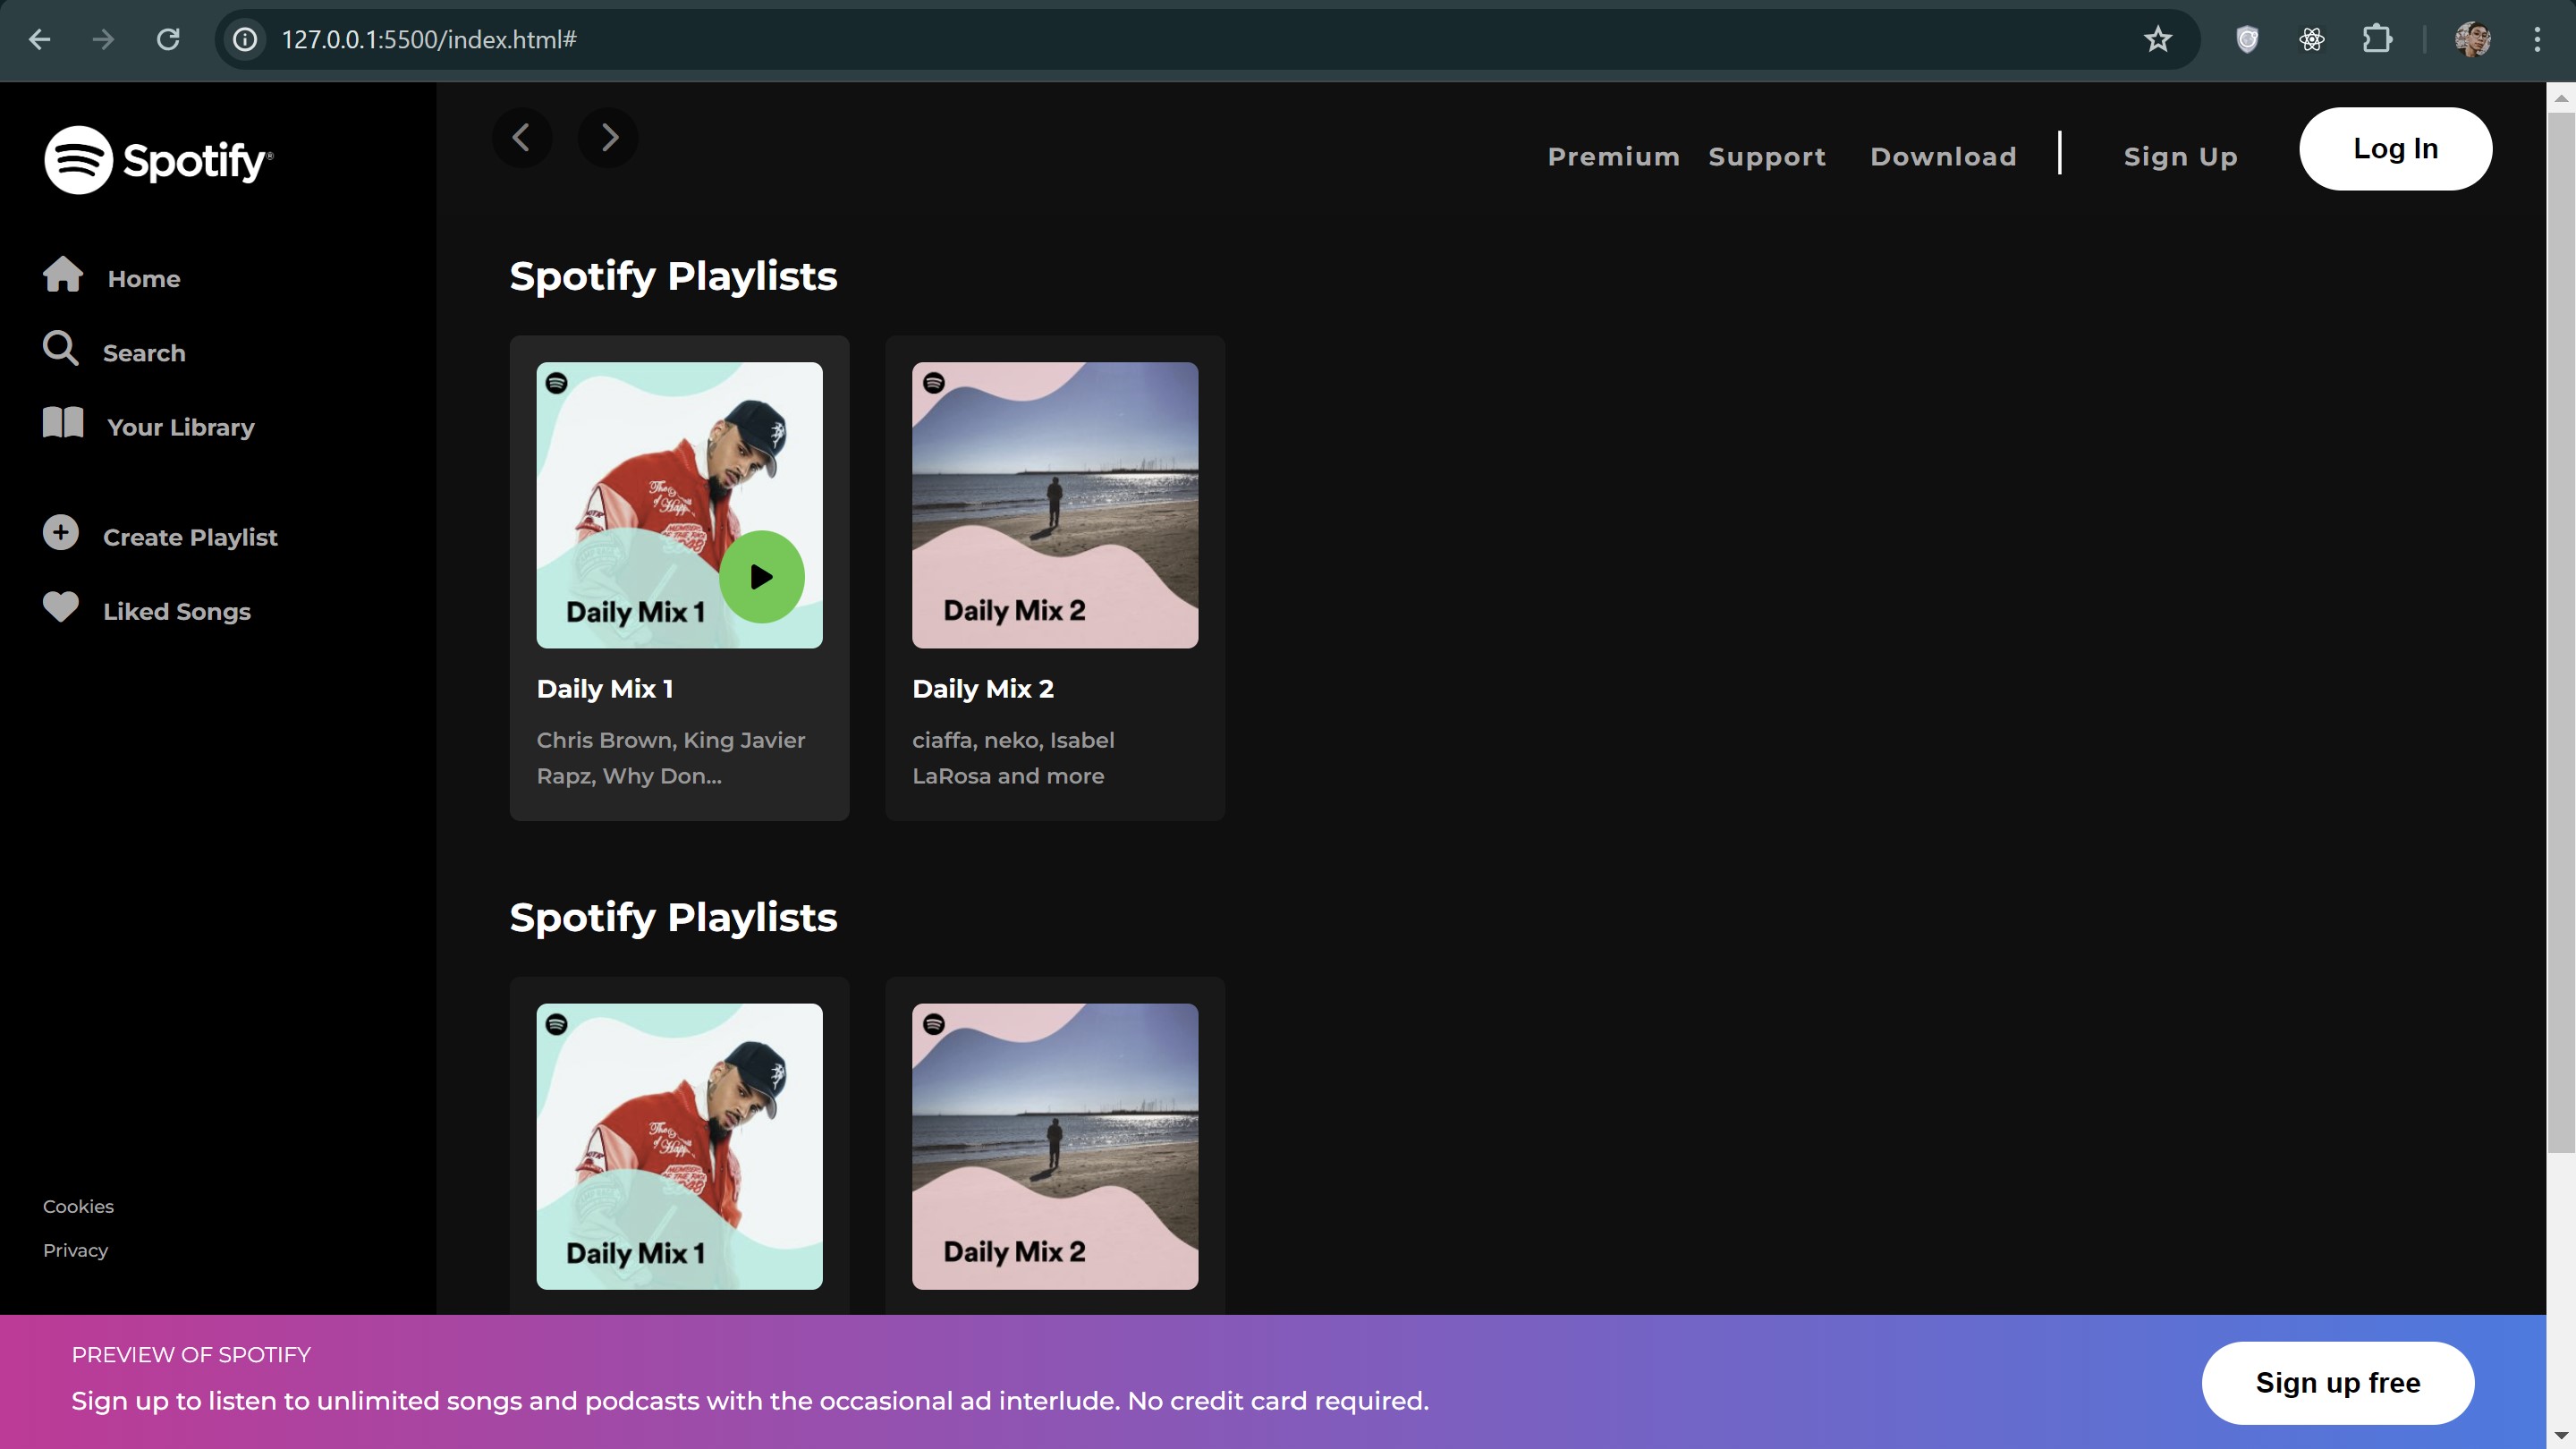 127.0.0.1:5500/index.html#
Spotify®
Premium
Support
Download
Sign Up
Log In
Home
Search
Your Library
Create Playlist
Liked Songs
Cookies
Privacy
Spotify Playlists
Daily Mix 1
Daily Mix 1
Chris Brown, King Javier
Rapz, Why Don...
Daily Mix 2
Daily Mix 2
ciaffa, neko, Isabel
LaRosa and more
Spotify Playlists
Daily Mix 1
Daily Mix 2
PREVIEW OF SPOTIFY
Sign up to listen to unlimited songs and podcasts with the occasional ad interlude. No credit card required.
Sign up free